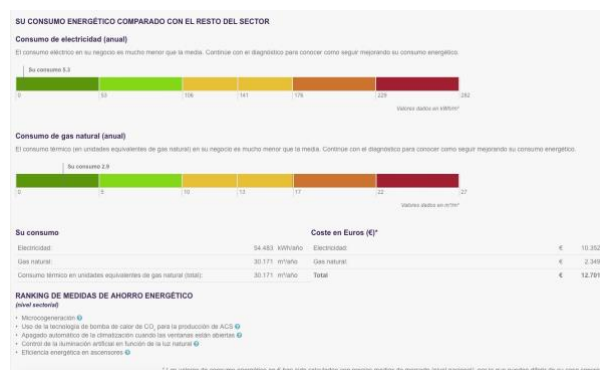 SU CONSUMO ENERGÉTICO COMPARADO CON EL RESTO DEL SECTOR
Consumo de electricidad (anual)
El consumo eléctrico en su negocio es mucho menor que la media. Continúe con el diagnóstico para conocer como seguir mejorando su consumo energético.
Su consumo 5.3
0 53 106 141 176 229 282
Valores dados en kWh/m²
Consumo de gas natural (anual)
El consumo térmico (en unidades equivalentes de gas natural) en su negocio es mucho menor que la media. Continúe con el diagnóstico para conocer como seguir mejorando su consumo energético.
Su consumo 2.9
0 5 10 13 17 22 27
Valores dados en m³/m²
Su consumo Coste en Euros (€)*
Electricidad: 54.483 kWh/año Electricidad: € 10.352
Gas natural: 30.171 m³/año Gas natural: € 2.349
Consumo térmico en unidades equivalentes de gas natural (total): 30.171 m³/año Total € 12.701
RANKING DE MEDIDAS DE AHORRO ENERGÉTICO
(nivel sectorial)
Microcogeneración
Uso de la tecnología de bomba de calor de CO₂ para la producción de ACS
Apagado automático de la climatización cuando las ventanas están abiertas
Control de la iluminación artificial en función de la luz natural
Eficiencia energética en ascensores